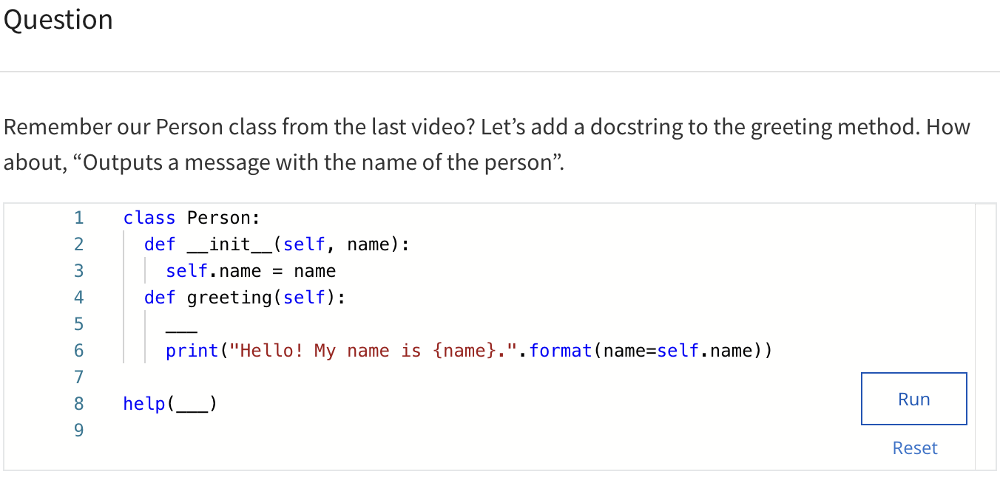 Question
Remember our Person class from the last video? Let’s add a docstring to the greeting method. How
about, “Outputs a message with the name of the person”.
1 class Person:
2   def __init__(self, name):
3     self.name = name
4   def greeting(self):
5     ___
6     print("Hello! My name is {name}.".format(name=self.name))
7
8 help(___)
9
Run
Reset